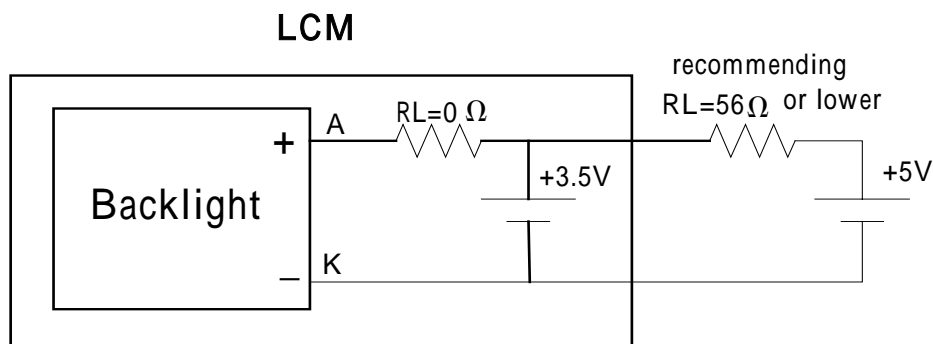 LCM
recommending
RL=56Ω or lower
A
RL=0 Ω
+
+3.5V
+5V
Backlight
K
−